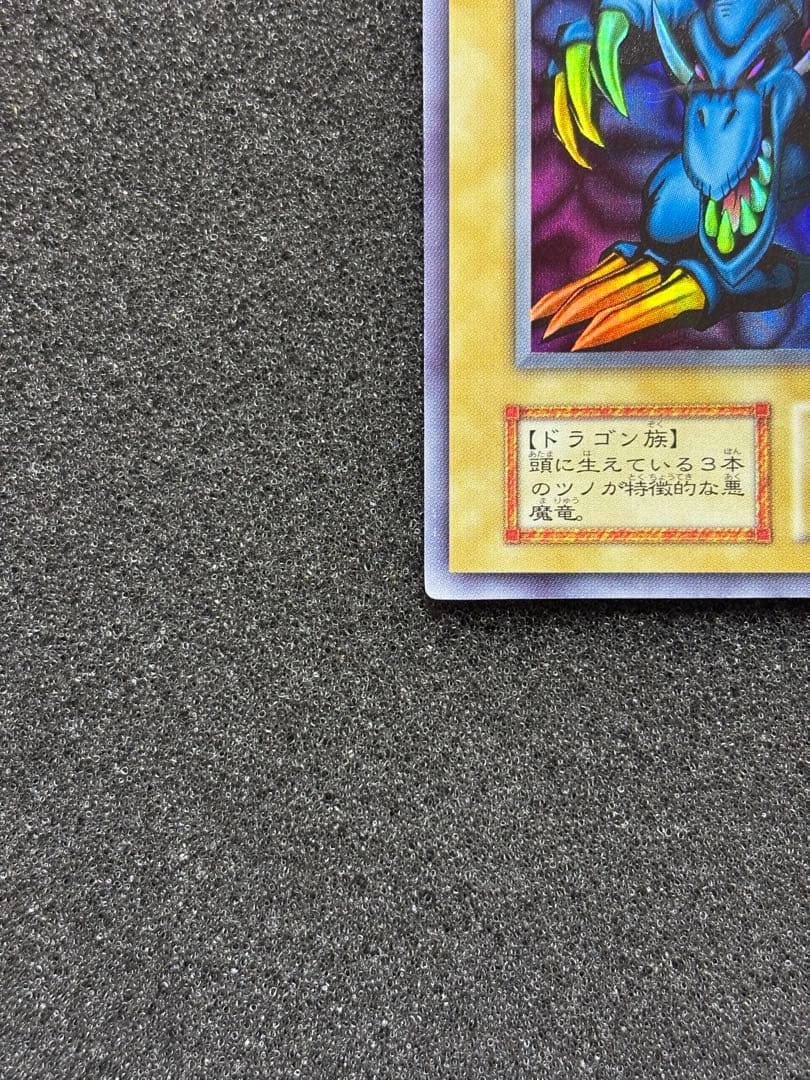 【ドラゴン族】
頭に生えている3本
のツノが特徴的な悪
魔竜。